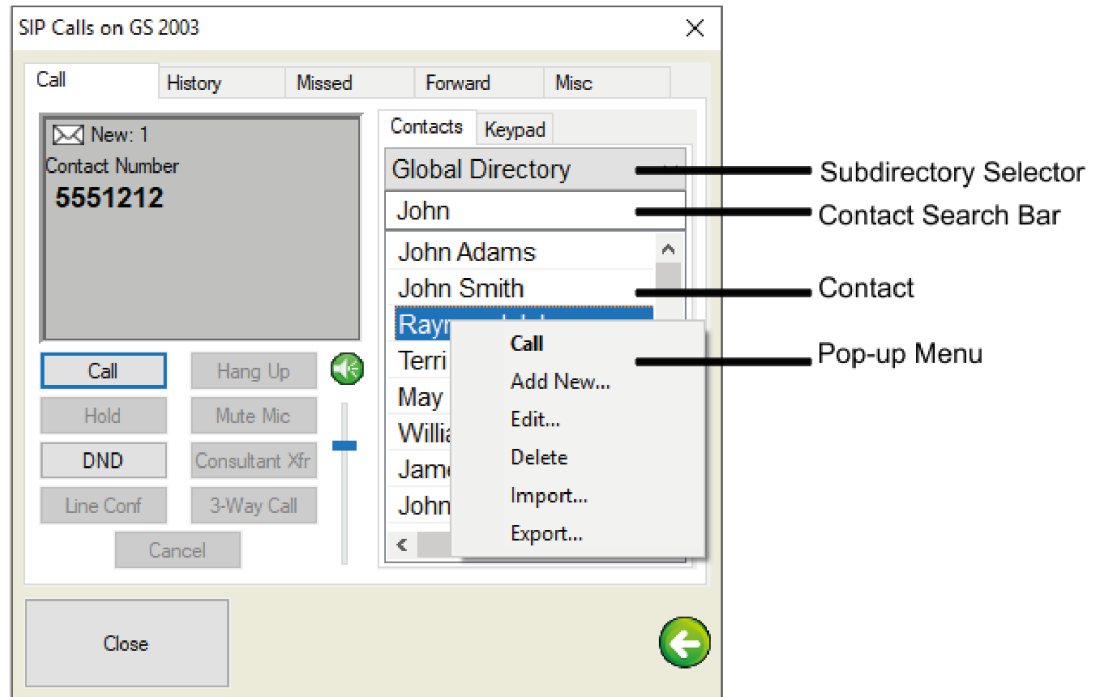 SIP Calls on GS 2003
Call History Missed Forward Misc
New: 1
Contact Number
5551212
Contacts Keypad
Global Directory
John
John Adams
John Smith
Terri
May
John
Call
Add New...
Edit...
Delete
Import...
Export...
Call Hang Up
Hold Mute Mic
DND Consultant Xfr
Line Conf 3-Way Call
Cancel
Close
Subdirectory Selector
Contact Search Bar
Contact
Pop-up Menu